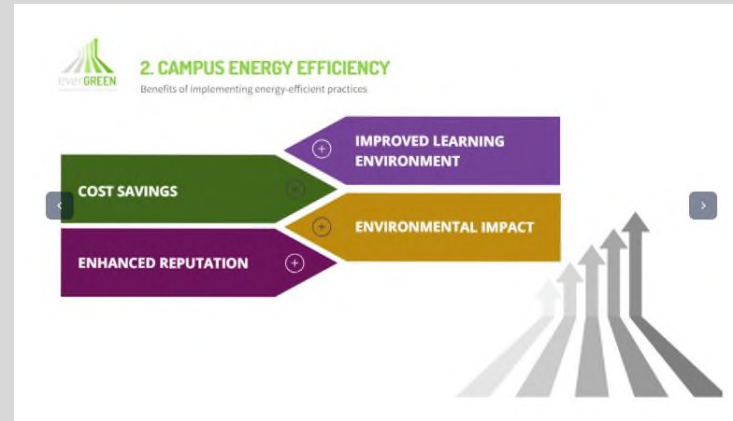 everGREEN
2. CAMPUS ENERGY EFFICIENCY
Benefits of implementing energy-efficient practices
IMPROVED LEARNING
ENVIRONMENT
COST SAVINGS
ENVIRONMENTAL IMPACT
ENHANCED REPUTATION